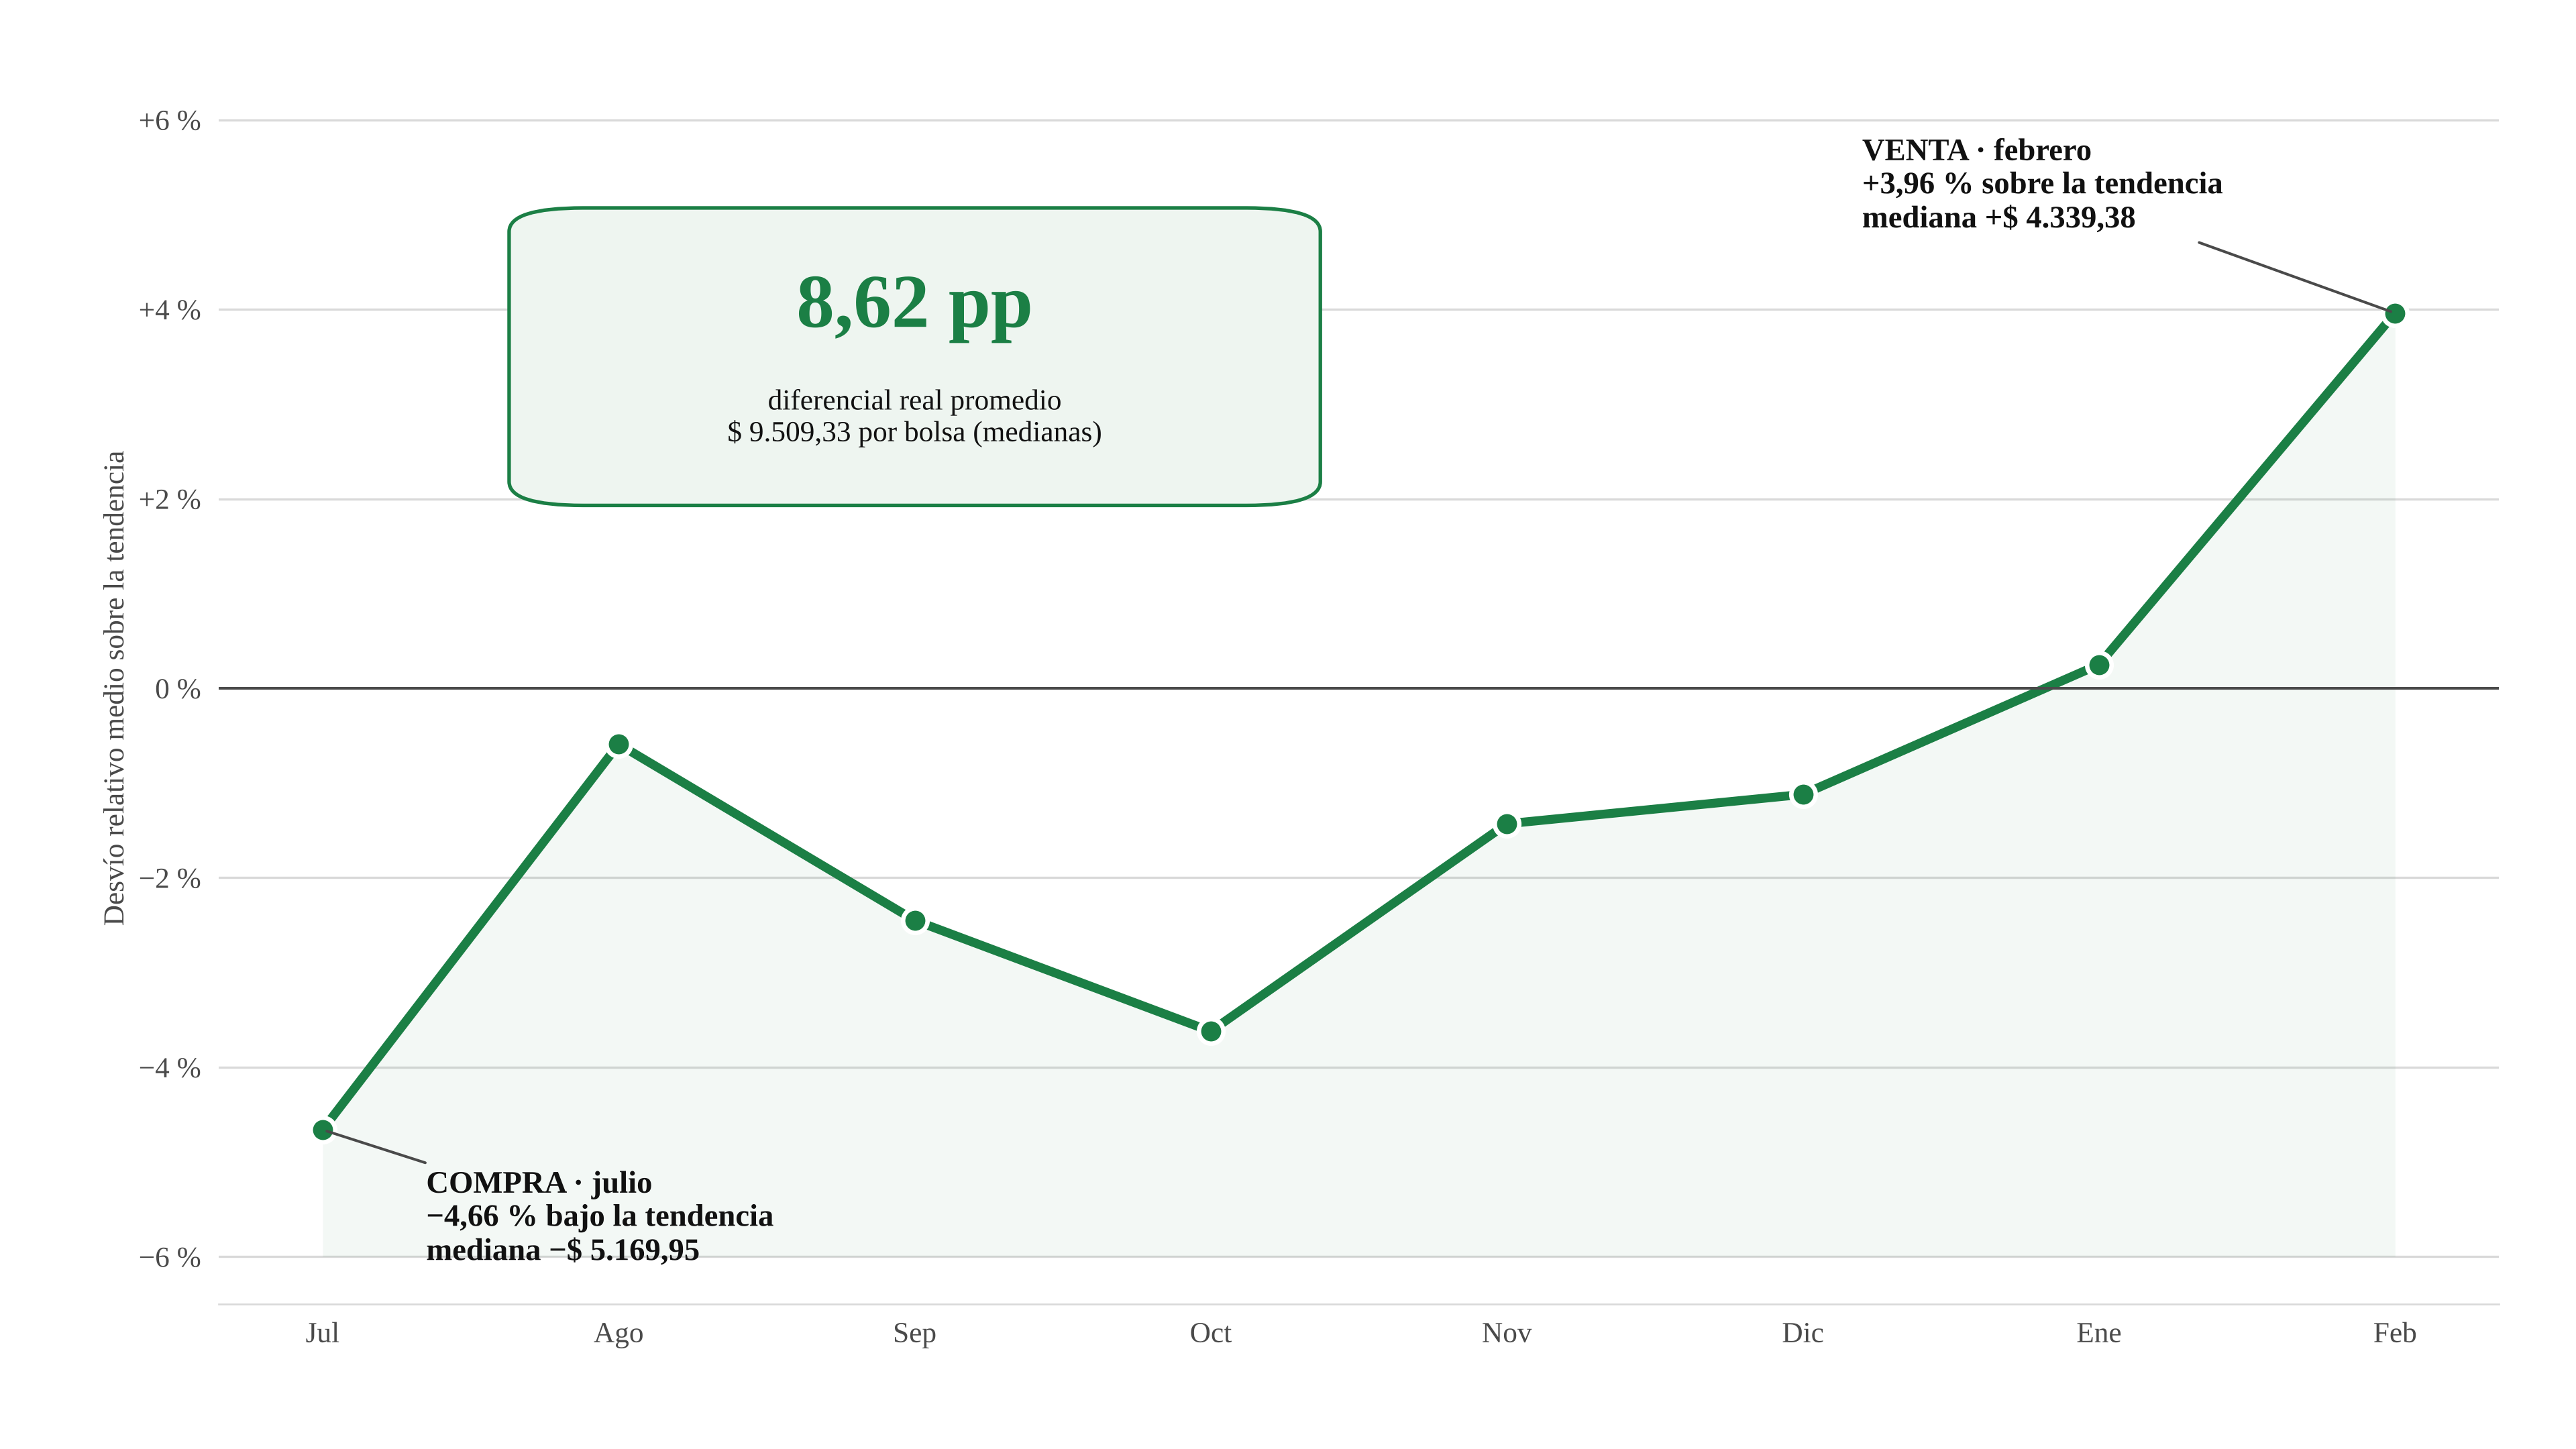 +6 %
+4 %
+2 %
0 %
−2 %
−4 %
−6 %
Desvío relativo medio sobre la tendencia
8,62 pp
diferencial real promedio
$ 9.509,33 por bolsa (medianas)
VENTA · febrero
+3,96 % sobre la tendencia
mediana +$ 4.339,38
COMPRA · julio
−4,66 % bajo la tendencia
mediana −$ 5.169,95
Jul
Ago
Sep
Oct
Nov
Dic
Ene
Feb